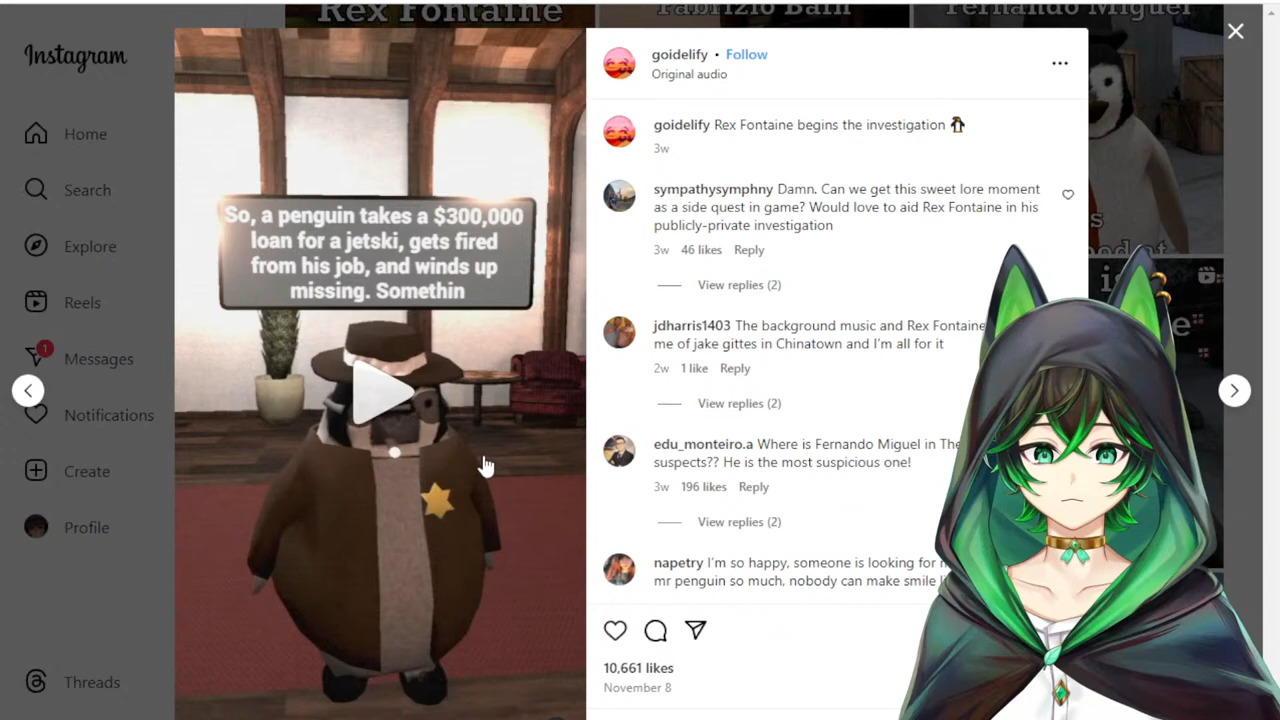 Rex Fontaine
Fabrizio Bain
Fernando Miguel
Instagram
Home
Search
Explore
Reels
1
Messages
Notifications
Create
Profile
Threads
So, a penguin takes a $300,000
loan for a jetski, gets fired
from his job, and winds up
missing. Somethin
goidelify • Follow
Original audio
goidelify Rex Fontaine begins the investigation 🐧
3w
sympathysymphny Damn. Can we get this sweet lore moment
as a side quest in game? Would love to aid Rex Fontaine in his
publicly-private investigation
3w 46 likes Reply
View replies (2)
jdharris1403 The background music and Rex Fontaine
me of jake gittes in Chinatown and I'm all for it
2w 1 like Reply
View replies (2)
edu_monteiro.a Where is Fernando Miguel in The
suspects?? He is the most suspicious one!
3w 196 likes Reply
View replies (2)
napetry I'm so happy, someone is looking for
mr penguin so much, nobody can make smile
10,661 likes
November 8